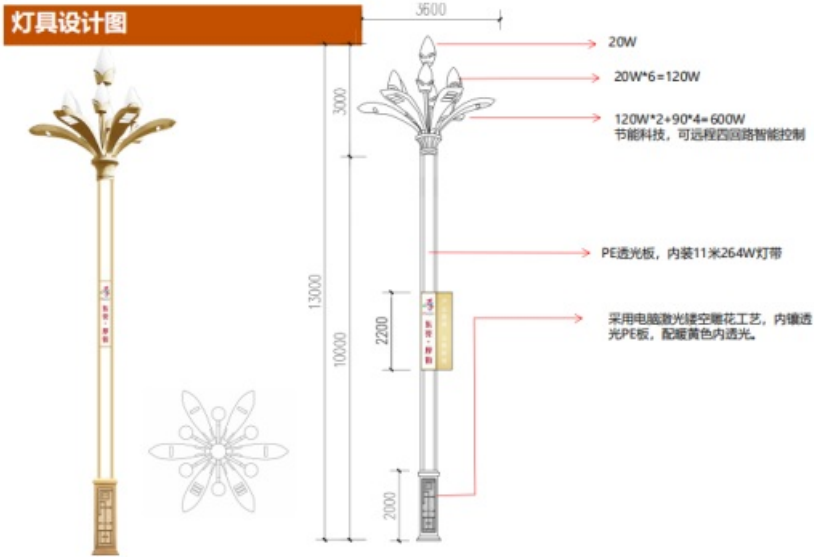 灯具设计图
3600
20W
20W*6=120W
120W*2+90*4=600W
节能科技，可远程四回路智能控制
3000
PE透光板，内装11米264W灯带
13000
10000
2200
采用电脑激光镂空雕花工艺，内镶透
光PE板，配暖黄色内透光。
2000